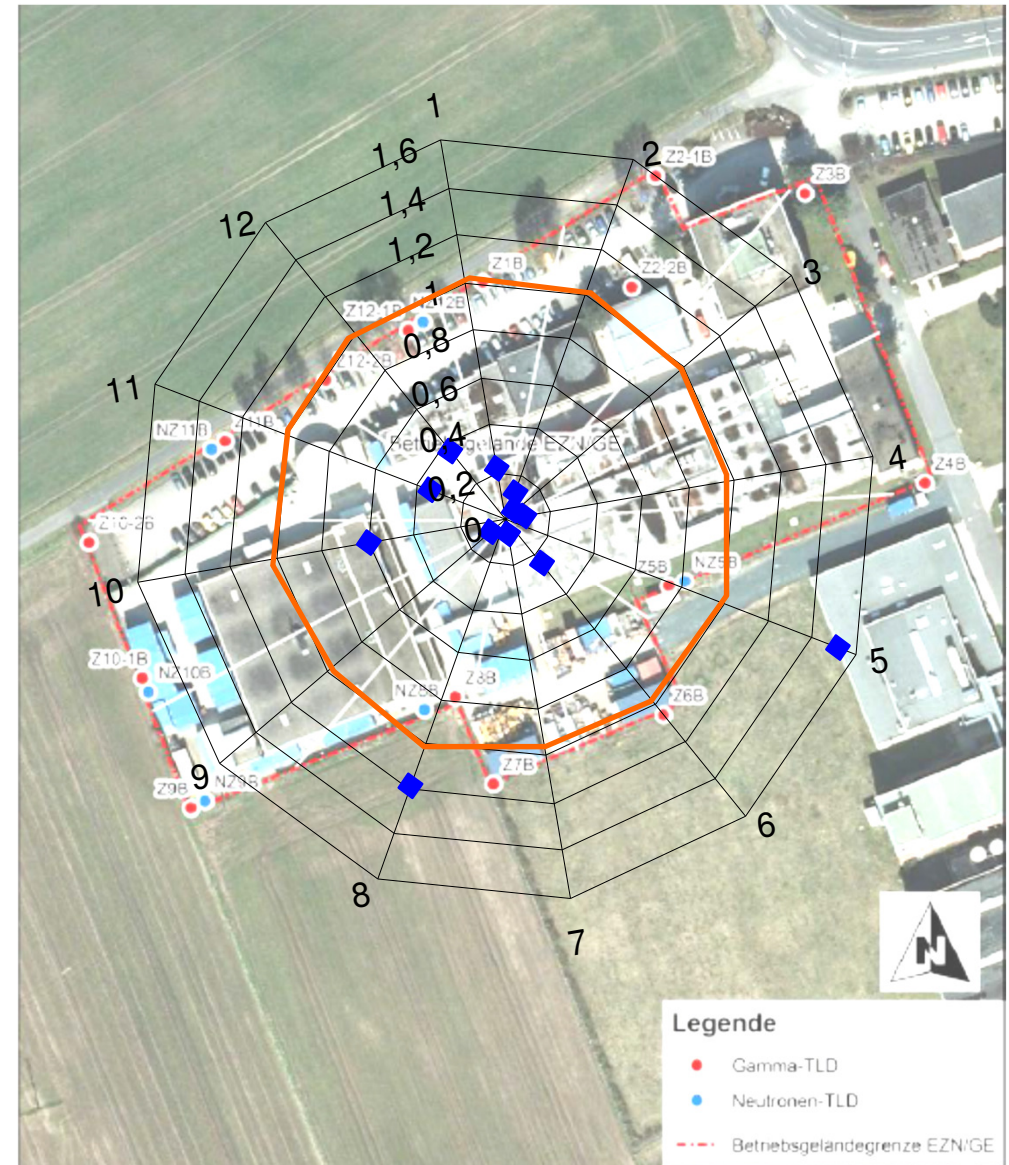 1
1,6
2
Z2-1B
Z3B
1,4
12
1,2
Z1B
Z2-2B
3
1
NZ12B
Z12-1B
0,8
Z12-2B
11
0,6
NZ11B
Z11B
0,4
Betriebsgelände EZN/GE
4
Z4B
0,2
Z10-2B
0
10
Z5B
NZ5B
Z10-1B
NZ10B
5
NZ8B
Z8B
Z6B
9
Z9B
NZ9B
Z7B
6
8
7
N
Legende
Gamma-TLD
Neutronen-TLD
Betriebsgeländegrenze EZN/GE